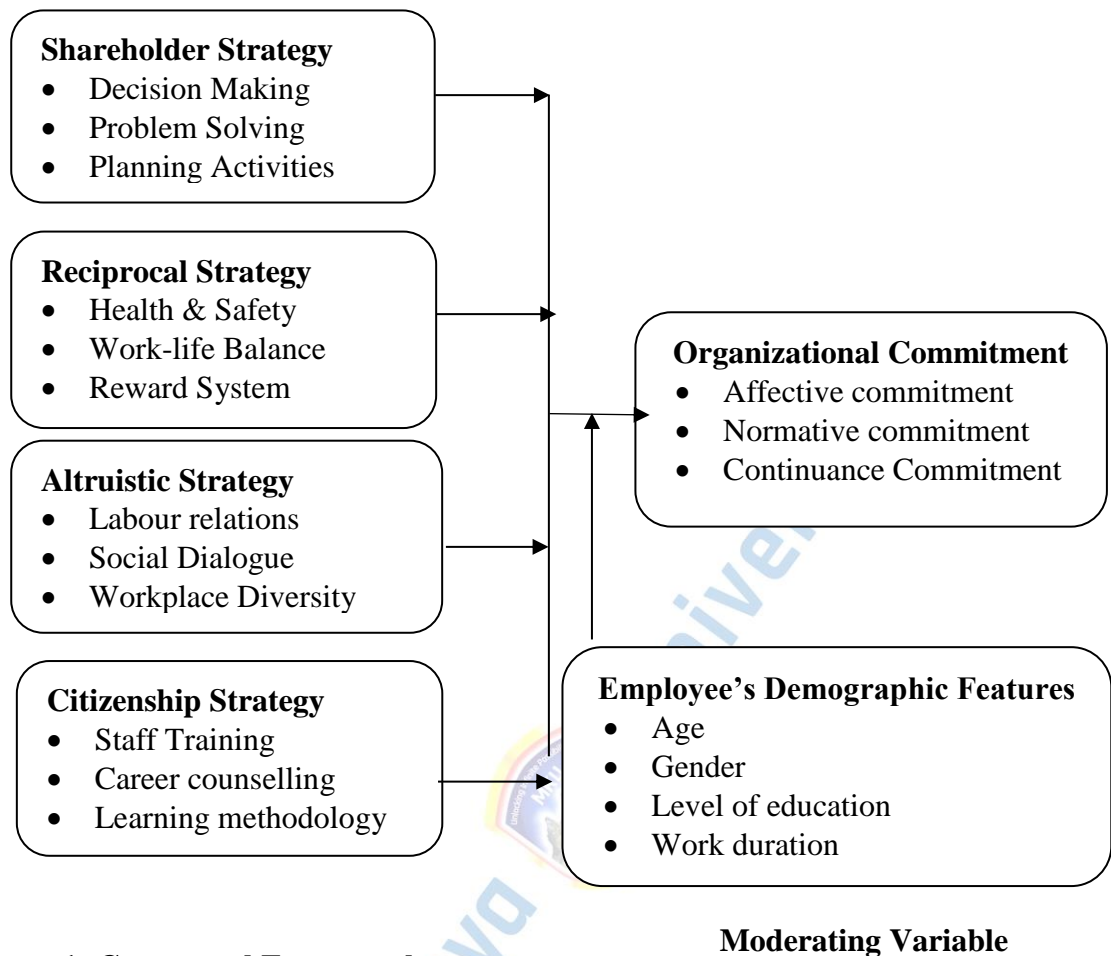 Shareholder Strategy
• Decision Making
• Problem Solving
• Planning Activities
Reciprocal Strategy
• Health & Safety
• Work-life Balance
• Reward System
Altruistic Strategy
• Labour relations
• Social Dialogue
• Workplace Diversity
Citizenship Strategy
• Staff Training
• Career counselling
• Learning methodology
Organizational Commitment
• Affective commitment
• Normative commitment
• Continuance Commitment
Employee's Demographic Features
• Age
• Gender
• Level of education
• Work duration
Moderating Variable